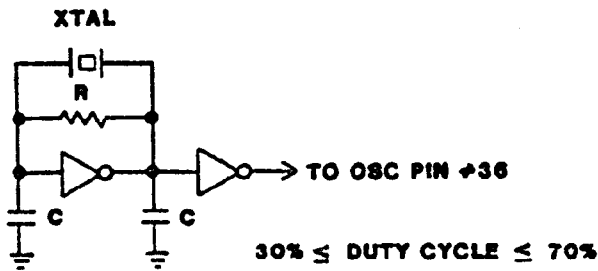 XTAL
R
TO OSC PIN #36
C
C
30% ≤ DUTY CYCLE ≤ 70%